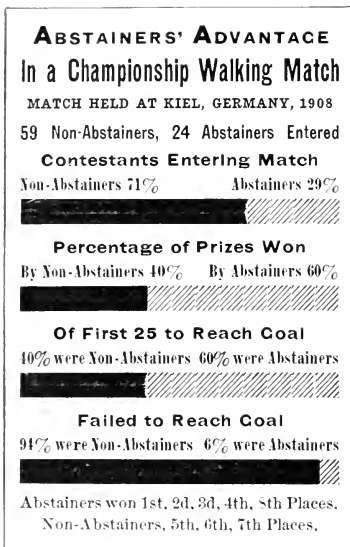 ABSTAINERS' ADVANTAGE
In a Championship Walking Match
MATCH HELD AT KIEL, GERMANY, 1908
59 Non-Abstainers, 24 Abstainers Entered
Contestants Entering Match
Non-Abstainers 71% Abstainers 29%
Percentage of Prizes Won
By Non-Abstainers 40% By Abstainers 60%
Of First 25 to Reach Goal
40% were Non-Abstainers 60% were Abstainers
Failed to Reach Goal
94% were Non-Abstainers 6% were Abstainers
Abstainers won 1st, 2d, 3d, 4th, 8th Places.
Non-Abstainers, 5th, 6th, 7th Places.